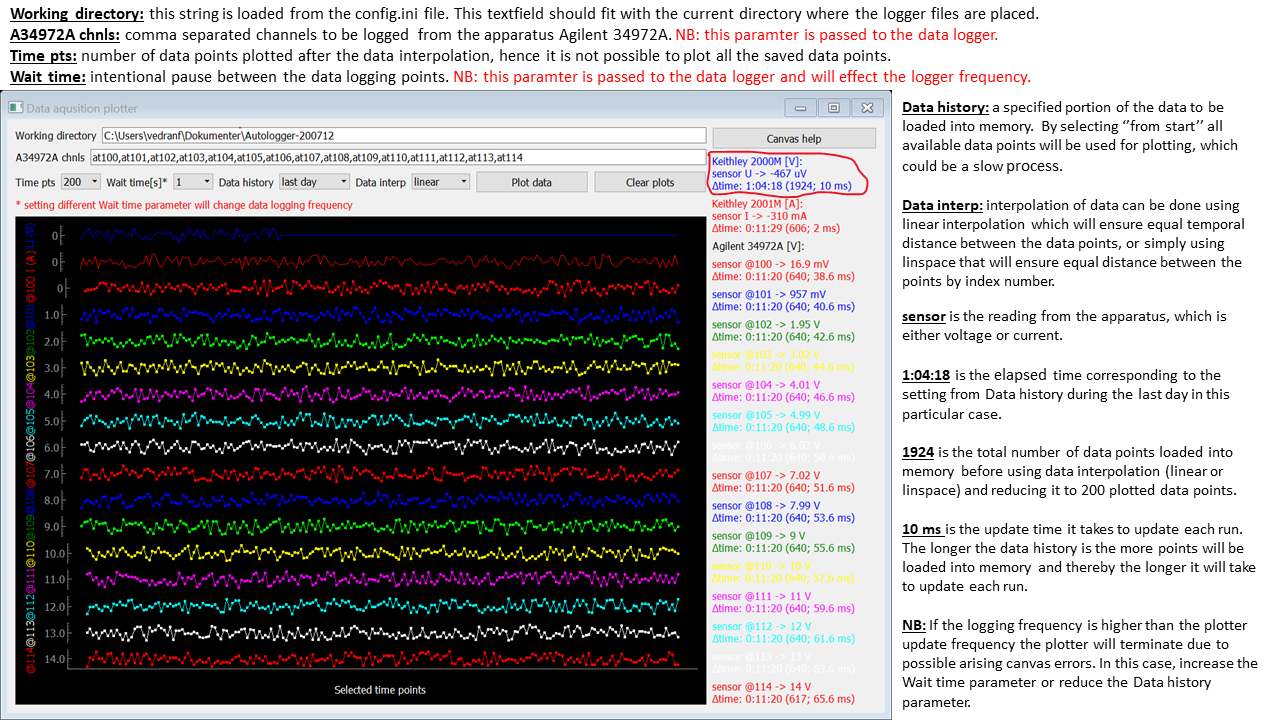 Working directory: this string is loaded from the config.ini file. This textfield should fit with the current directory where the logger files are placed.
A34972A chnls: comma separated channels to be logged from the apparatus Agilent 34972A. NB: this paramter is passed to the data logger.
Time pts: number of data points plotted after the data interpolation, hence it is not possible to plot all the saved data points.
Wait time: intentional pause between the data logging points. NB: this paramter is passed to the data logger and will effect the logger frequency.
Data aqusition plotter
Working directory C:\Users\vedranf\Dokumenter\Autologger-200712
Canvas help
A34972A chnls at100,at101,at102,at103,at104,at105,at106,at107,at108,at109,at110,at111,at112,at113,at114
Time pts 200 Wait time[s]* 1 Data history last day Data interp linear Plot data Clear plots
* setting different Wait time parameter will change data logging frequency
U (V)
I (A)
@100
@101
@102
@103
@104
@105
@106
@107
@108
@109
@110
@111
@112
@113
@114
0
0
0
1.0
2.0
3.0
4.0
5.0
6.0
7.0
8.0
9.0
10.0
11.0
12.0
13.0
14.0
Selected time points
Keithley 2000M [V]:
sensor U -> -467 uV
Δtime: 1:04:18 (1924; 10 ms)
Keithley 2001M [A]:
sensor I -> -310 mA
Δtime: 0:11:29 (606; 2 ms)
Agilent 34972A [V]:
sensor @100 -> 16.9 mV
Δtime: 0:11:20 (640; 38.6 ms)
sensor @101 -> 957 mV
Δtime: 0:11:20 (640; 40.6 ms)
sensor @102 -> 1.95 V
Δtime: 0:11:20 (640; 42.6 ms)
sensor @103 -> 3.02 V
Δtime: 0:11:20 (640; 44.6 ms)
sensor @104 -> 4.01 V
Δtime: 0:11:20 (640; 46.6 ms)
sensor @105 -> 4.99 V
Δtime: 0:11:20 (640; 48.6 ms)
sensor @106 -> 6.03 V
Δtime: 0:11:20 (640; 50.6 ms)
sensor @107 -> 7.02 V
Δtime: 0:11:20 (640; 51.6 ms)
sensor @108 -> 7.99 V
Δtime: 0:11:20 (640; 53.6 ms)
sensor @109 -> 9 V
Δtime: 0:11:20 (640; 55.6 ms)
sensor @110 -> 10 V
Δtime: 0:11:20 (640; 57.6 ms)
sensor @111 -> 11 V
Δtime: 0:11:20 (640; 59.6 ms)
sensor @112 -> 12 V
Δtime: 0:11:20 (640; 61.6 ms)
sensor @113 -> 13 V
Δtime: 0:11:20 (640; 63.6 ms)
sensor @114 -> 14 V
Δtime: 0:11:20 (617; 65.6 ms)
Data history: a specified portion of the data to be
loaded into memory. By selecting ‘’from start’’ all
available data points will be used for plotting, which
could be a slow process.
Data interp: interpolation of data can be done using
linear interpolation which will ensure equal temporal
distance between the data points, or simply using
linspace that will ensure equal distance between the
points by index number.
sensor is the reading from the apparatus, which is
either voltage or current.
1:04:18 is the elapsed time corresponding to the
setting from Data history during the last day in this
particular case.
1924 is the total number of data points loaded into
memory before using data interpolation (linear or
linspace) and reducing it to 200 plotted data points.
10 ms is the update time it takes to update each run.
The longer the data history is the more points will be
loaded into memory and thereby the longer it will take
to update each run.
NB: If the logging frequency is higher than the plotter
update frequency the plotter will terminate due to
possible arising canvas errors. In this case, increase the
Wait time parameter or reduce the Data history
parameter.